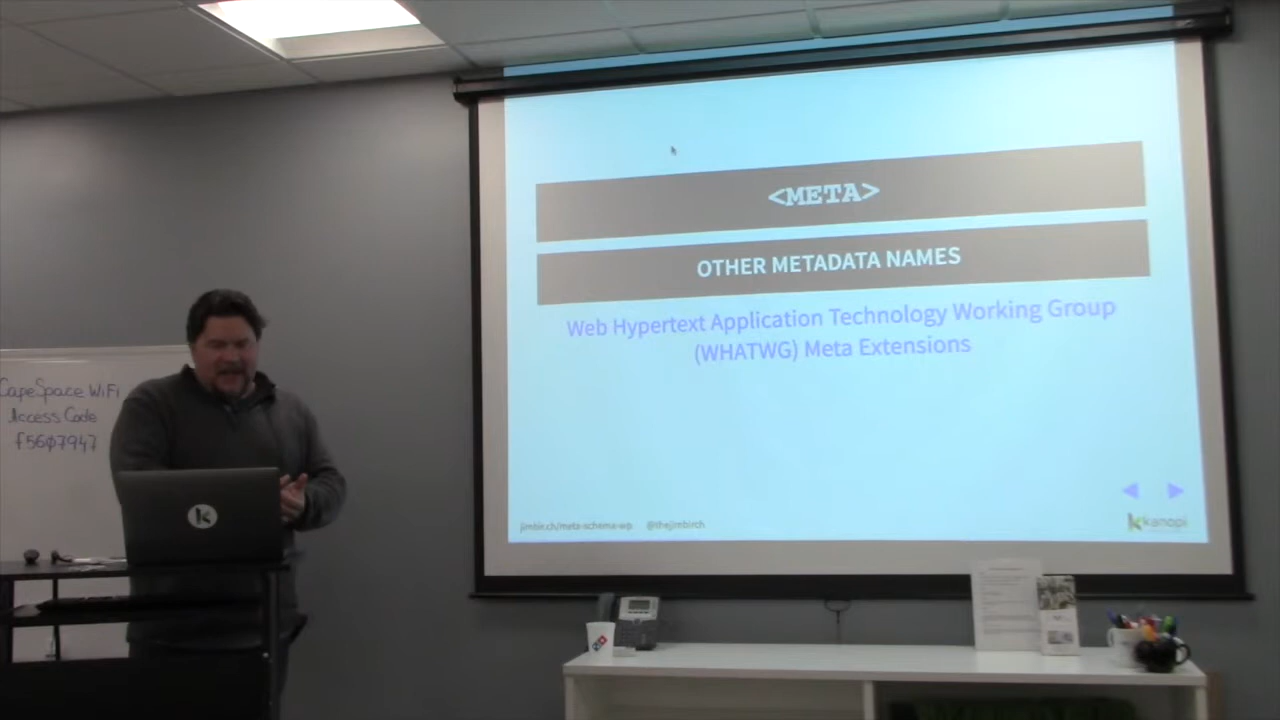 <META>
OTHER METADATA NAMES
Web Hypertext Application Technology Working Group
(WHATWG) Meta Extensions
jimbir.ch/meta-schema-wp
@thejimbirch
kanopi
CapeSpace WiFi
Access Code
f5607947
k